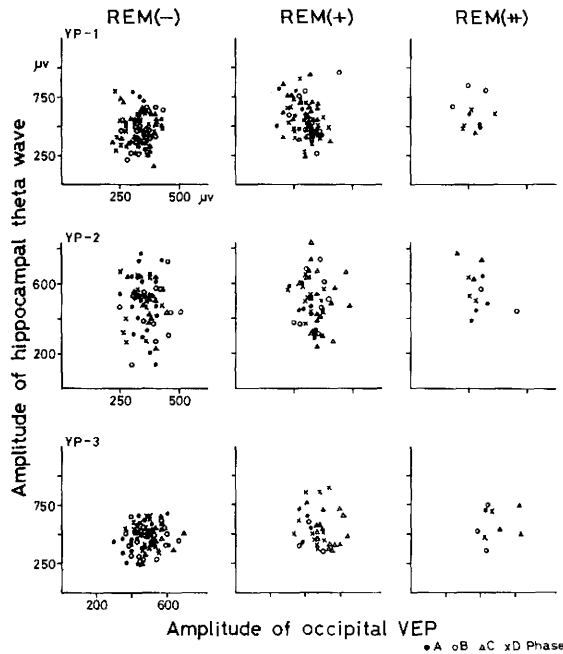 REM(−) REM(+) REM(⧺)
YP-1
μv
750
500
250
250 500 μv
YP-2
600
400
200
250 500
YP-3
750
500
250
200 400 600
Amplitude of hippocampal theta wave
Amplitude of occipital VEP
•A ○B ▵C xD Phase